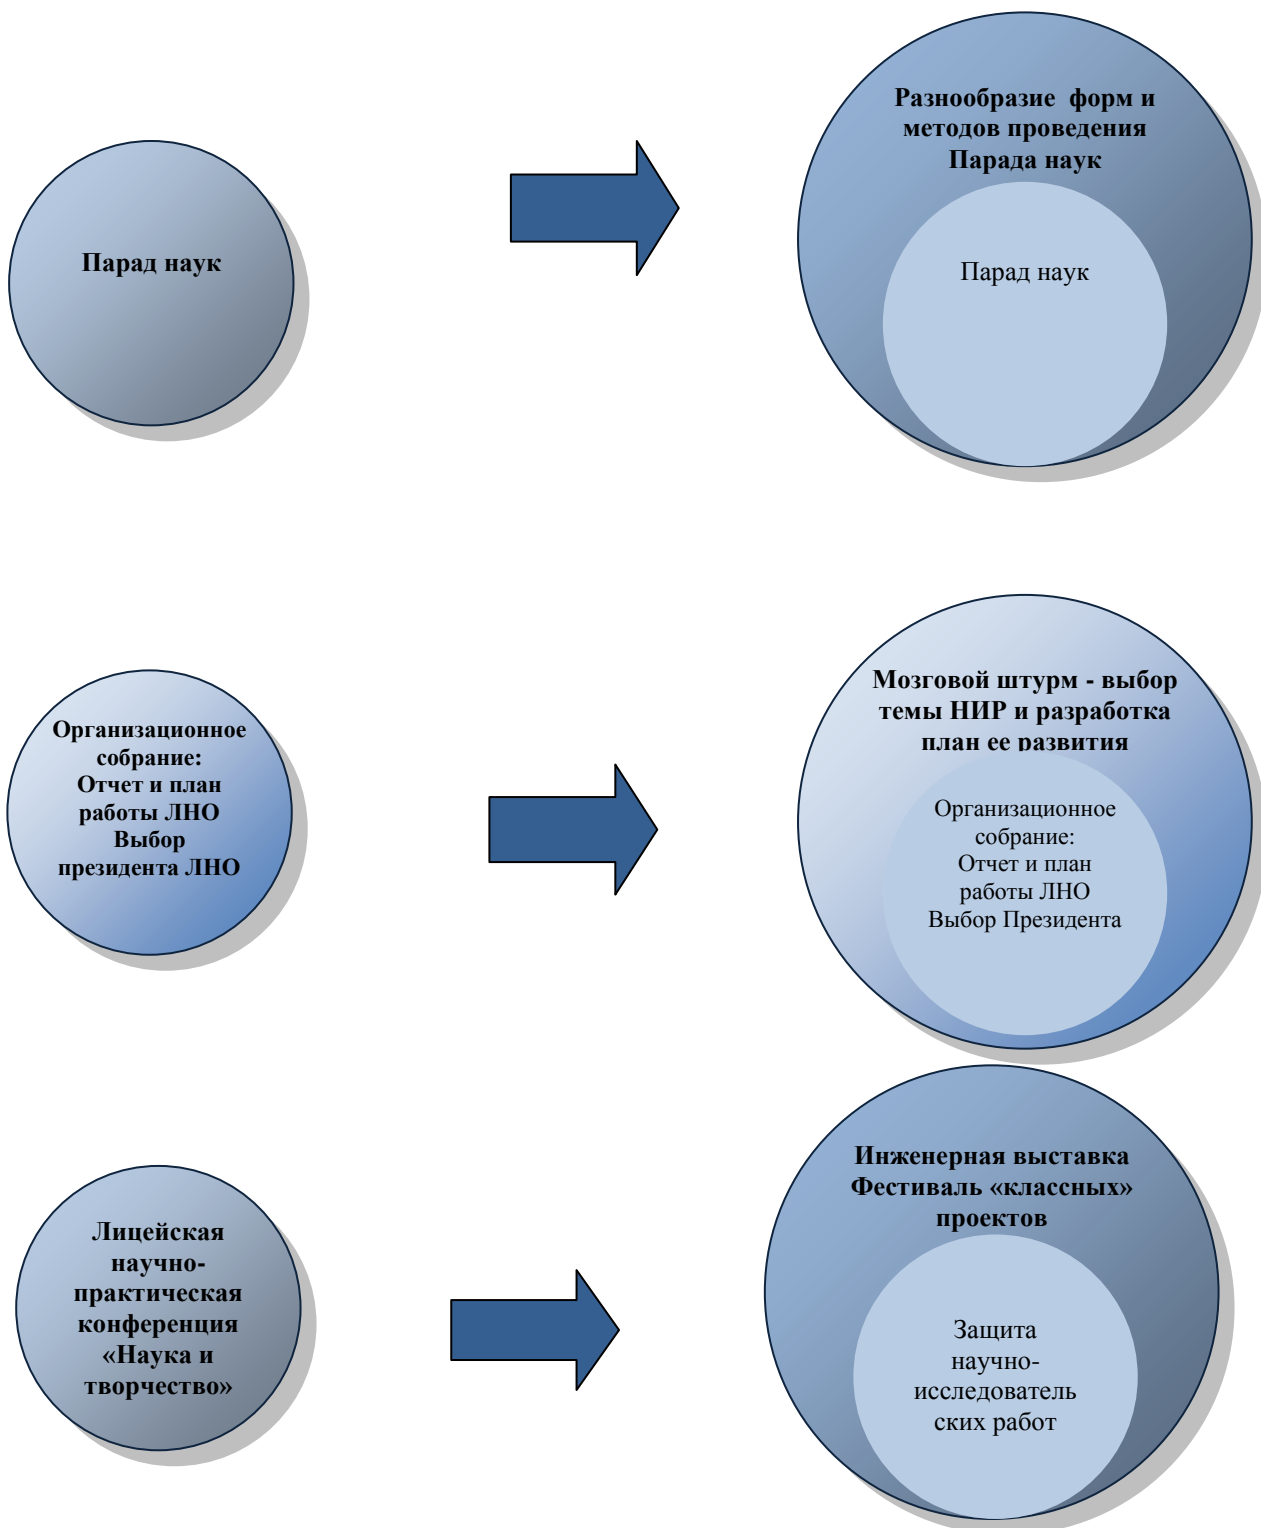 Парад наук
Разнообразие форм и
методов проведения
Парада наук
Парад наук
Организационное
собрание:
Отчет и план
работы ЛНО
Выбор
президента ЛНО
Мозговой штурм - выбор
темы НИР и разработка
план ее развития
Организационное
собрание:
Отчет и план
работы ЛНО
Выбор Президента
Лицейская
научно-
практическая
конференция
«Наука и
творчество»
Инженерная выставка
Фестиваль «классных»
проектов
Защита
научно-
исследователь
ских работ